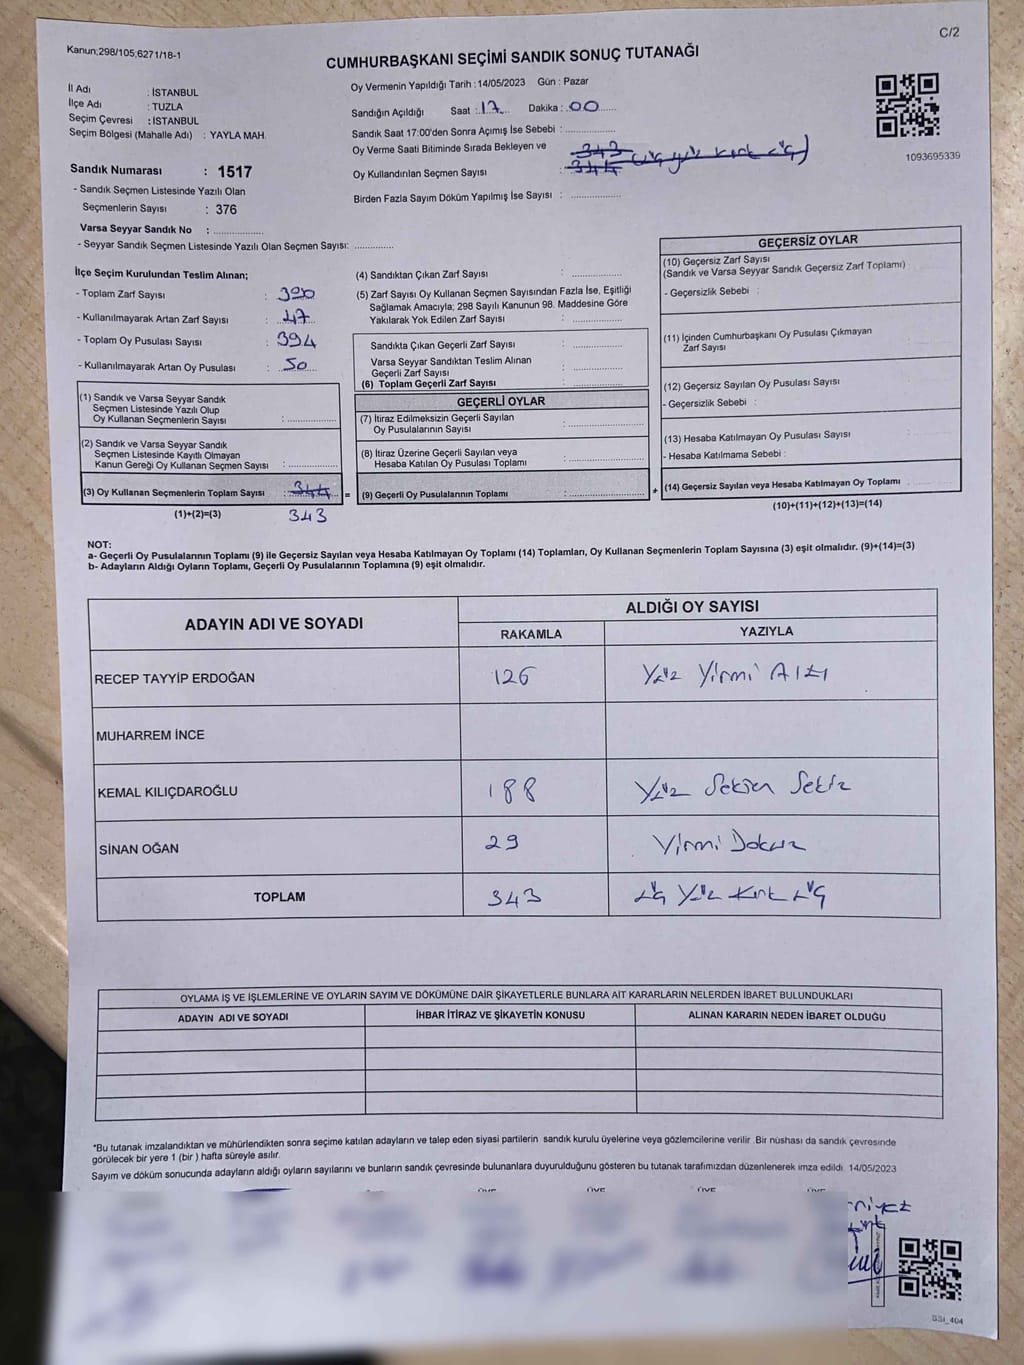 C/2
Kanun;298/105,6271/18-1
CUMHURBAŞKANI SEÇİMİ SANDIK SONUÇ TUTANAĞI
İl Adı : İSTANBUL
İlçe Adı : TUZLA
Seçim Çevresi : İSTANBUL
Seçim Bölgesi (Mahalle Adı) : YAYLA MAH.
Sandık Numarası : 1517
- Sandık Seçmen Listesinde Yazılı Olan
Seçmenlerin Sayısı : 376
Varsa Seyyar Sandık No : ..................
- Seyyar Sandık Seçmen Listesinde Yazılı Olan Seçmen Sayısı: ..............
Oy Vermenin Yapıldığı Tarih : 14/05/2023 Gün : Pazar
Sandığın Açıldığı Saat : 17 Dakika : 00
Sandık Saat 17:00'den Sonra Açımış İse Sebebi : ..................
Oy Verme Saati Bitiminde Sırada Bekleyen ve
343 üç yüz kırk üç)
344
Oy Kullandırılan Seçmen Sayısı :
Birden Fazla Sayım Döküm Yapılmış İse Sayısı : ..................
1093695339
İlçe Seçim Kurulundan Teslim Alınan;
- Toplam Zarf Sayısı : 390
- Kullanılmayarak Artan Zarf Sayısı : 47
- Toplam Oy Pusulası Sayısı : 394
- Kullanılmayarak Artan Oy Pusulası : 50
(1) Sandık ve Varsa Seyyar Sandık
Seçmen Listesinde Yazılı Olup
Oy Kullanan Seçmenlerin Sayısı : ..................
(2) Sandık ve Varsa Seyyar Sandık
Seçmen Listesinde Kayıtlı Olmayan
Kanun Gereği Oy Kullanan Seçmen Sayısı : ..................
(3) Oy Kullanan Seçmenlerin Toplam Sayısı : 344 =
(1)+(2)=(3) 343
(4) Sandıktan Çıkan Zarf Sayısı : ..................
(5) Zarf Sayısı Oy Kullanan Seçmen Sayısından Fazla İse, Eşitliği
Sağlamak Amacıyla; 298 Sayılı Kanunun 98. Maddesine Göre
Yakılarak Yok Edilen Zarf Sayısı : ..................
Sandıkta Çıkan Geçerli Zarf Sayısı : ..................
Varsa Seyyar Sandıktan Teslim Alınan
Geçerli Zarf Sayısı : ..................
(6) Toplam Geçerli Zarf Sayısı : ..................
GEÇERLİ OYLAR
(7) İtiraz Edilmeksizin Geçerli Sayılan
Oy Pusulalarının Sayısı : ..................
(8) İtiraz Üzerine Geçerli Sayılan veya
Hesaba Katılan Oy Pusulası Toplamı : ..................
(9) Geçerli Oy Pusulalarının Toplamı : .................. +
GEÇERSİZ OYLAR
(10) Geçersiz Zarf Sayısı
(Sandık ve Varsa Seyyar Sandık Geçersiz Zarf Toplamı)
- Geçersizlik Sebebi :
(11) İçinden Cumhurbaşkanı Oy Pusulası Çıkmayan
Zarf Sayısı
(12) Geçersiz Sayılan Oy Pusulası Sayısı
- Geçersizlik Sebebi :
(13) Hesaba Katılmayan Oy Pusulası Sayısı
- Hesaba Katılmama Sebebi :
(14) Geçersiz Sayılan veya Hesaba Katılmayan Oy Toplamı
(10)+(11)+(12)+(13)=(14)
NOT:
a- Geçerli Oy Pusulalarının Toplamı (9) ile Geçersiz Sayılan veya Hesaba Katılmayan Oy Toplamı (14) Toplamları, Oy Kullanan Seçmenlerin Toplam Sayısına (3) eşit olmalıdır. (9)+(14)=(3)
b- Adayların Aldığı Oyların Toplamı, Geçerli Oy Pusulalarının Toplamına (9) eşit olmalıdır.
ADAYIN ADI VE SOYADI
ALDIĞI OY SAYISI
RAKAMLA YAZIYLA
RECEP TAYYİP ERDOĞAN 126 Yüz Yirmi Altı
MUHARREM İNCE
KEMAL KILIÇDAROĞLU 188 Yüz Seksen Sekiz
SİNAN OĞAN 29 Yirmi Dokuz
TOPLAM 343 Üç Yüz Kırk Üç
OYLAMA İŞ VE İŞLEMLERİNE VE OYLARIN SAYIM VE DÖKÜMÜNE DAİR ŞİKAYETLERLE BUNLARA AİT KARARLARIN NELERDEN İBARET BULUNDUKLARI
ADAYIN ADI VE SOYADI İHBAR İTİRAZ VE ŞİKAYETİN KONUSU ALINAN KARARIN NEDEN İBARET OLDUĞU
*Bu tutanak imzalandıktan ve mühürlendikten sonra seçime katılan adayların ve talep eden siyasi partilerin sandık kurulu üyelerine veya gözlemcilerine verilir .Bir nüshası da sandık çevresinde
görülecek bir yere 1 (bir ) hafta süreyle asılır.
Sayım ve döküm sonucunda adayların aldığı oyların sayılarını ve bunların sandık çevresinde bulunanlara duyurulduğunu gösteren bu tutanak tarafımızdan düzenlenerek imza edildi. 14/05/2023
ÜYE ÜYE ÜYE ÜYE